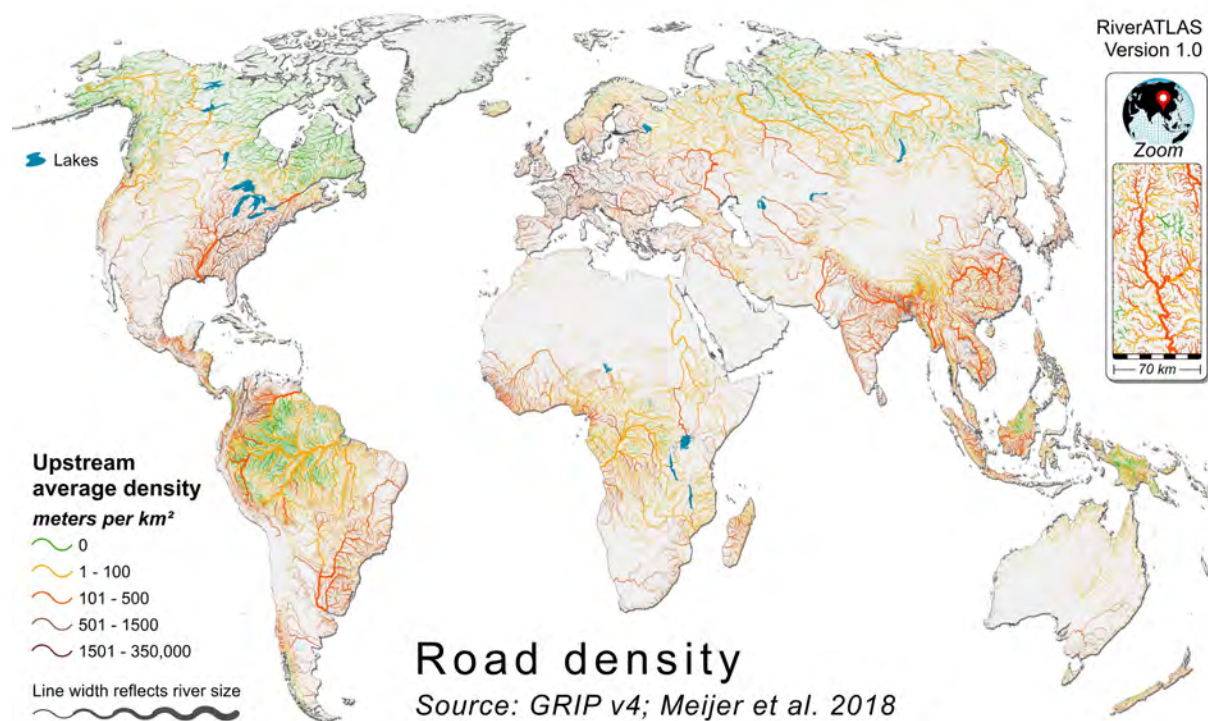 RiverATLAS
Version 1.0
Zoom
70 km
Lakes
Upstream
average density
meters per km²
0
1 - 100
101 - 500
501 - 1500
1501 - 350,000
Line width reflects river size
Road density
Source: GRIP v4; Meijer et al. 2018